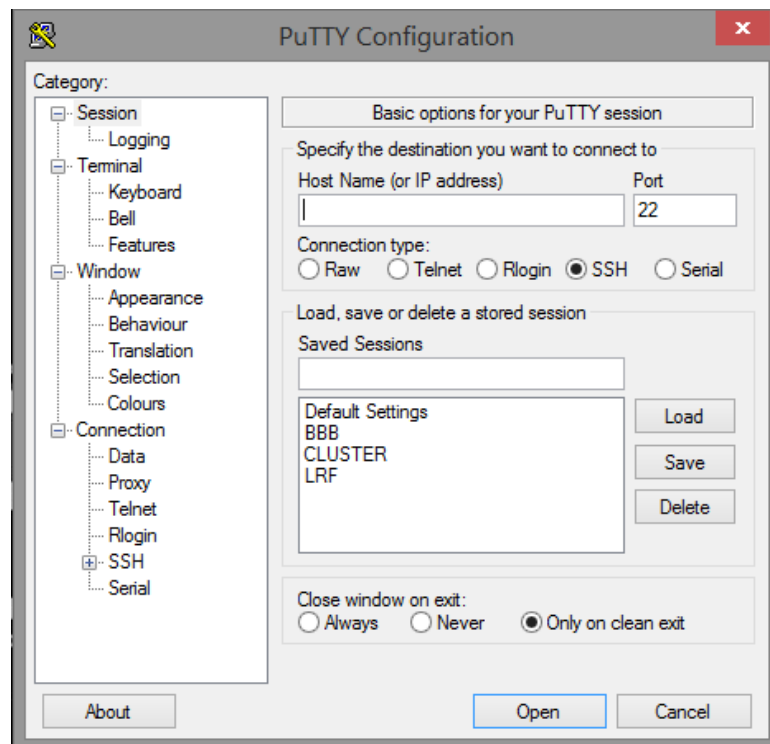 PuTTY Configuration
x
Category:
Session
Logging
Terminal
Keyboard
Bell
Features
Window
Appearance
Behaviour
Translation
Selection
Colours
Connection
Data
Proxy
Telnet
Rlogin
SSH
Serial
Basic options for your PuTTY session
Specify the destination you want to connect to
Host Name (or IP address) Port
22
Connection type:
Raw Telnet Rlogin SSH Serial
Load, save or delete a stored session
Saved Sessions
Default Settings
BBB
CLUSTER
LRF
Load
Save
Delete
Close window on exit:
Always Never Only on clean exit
About Open Cancel